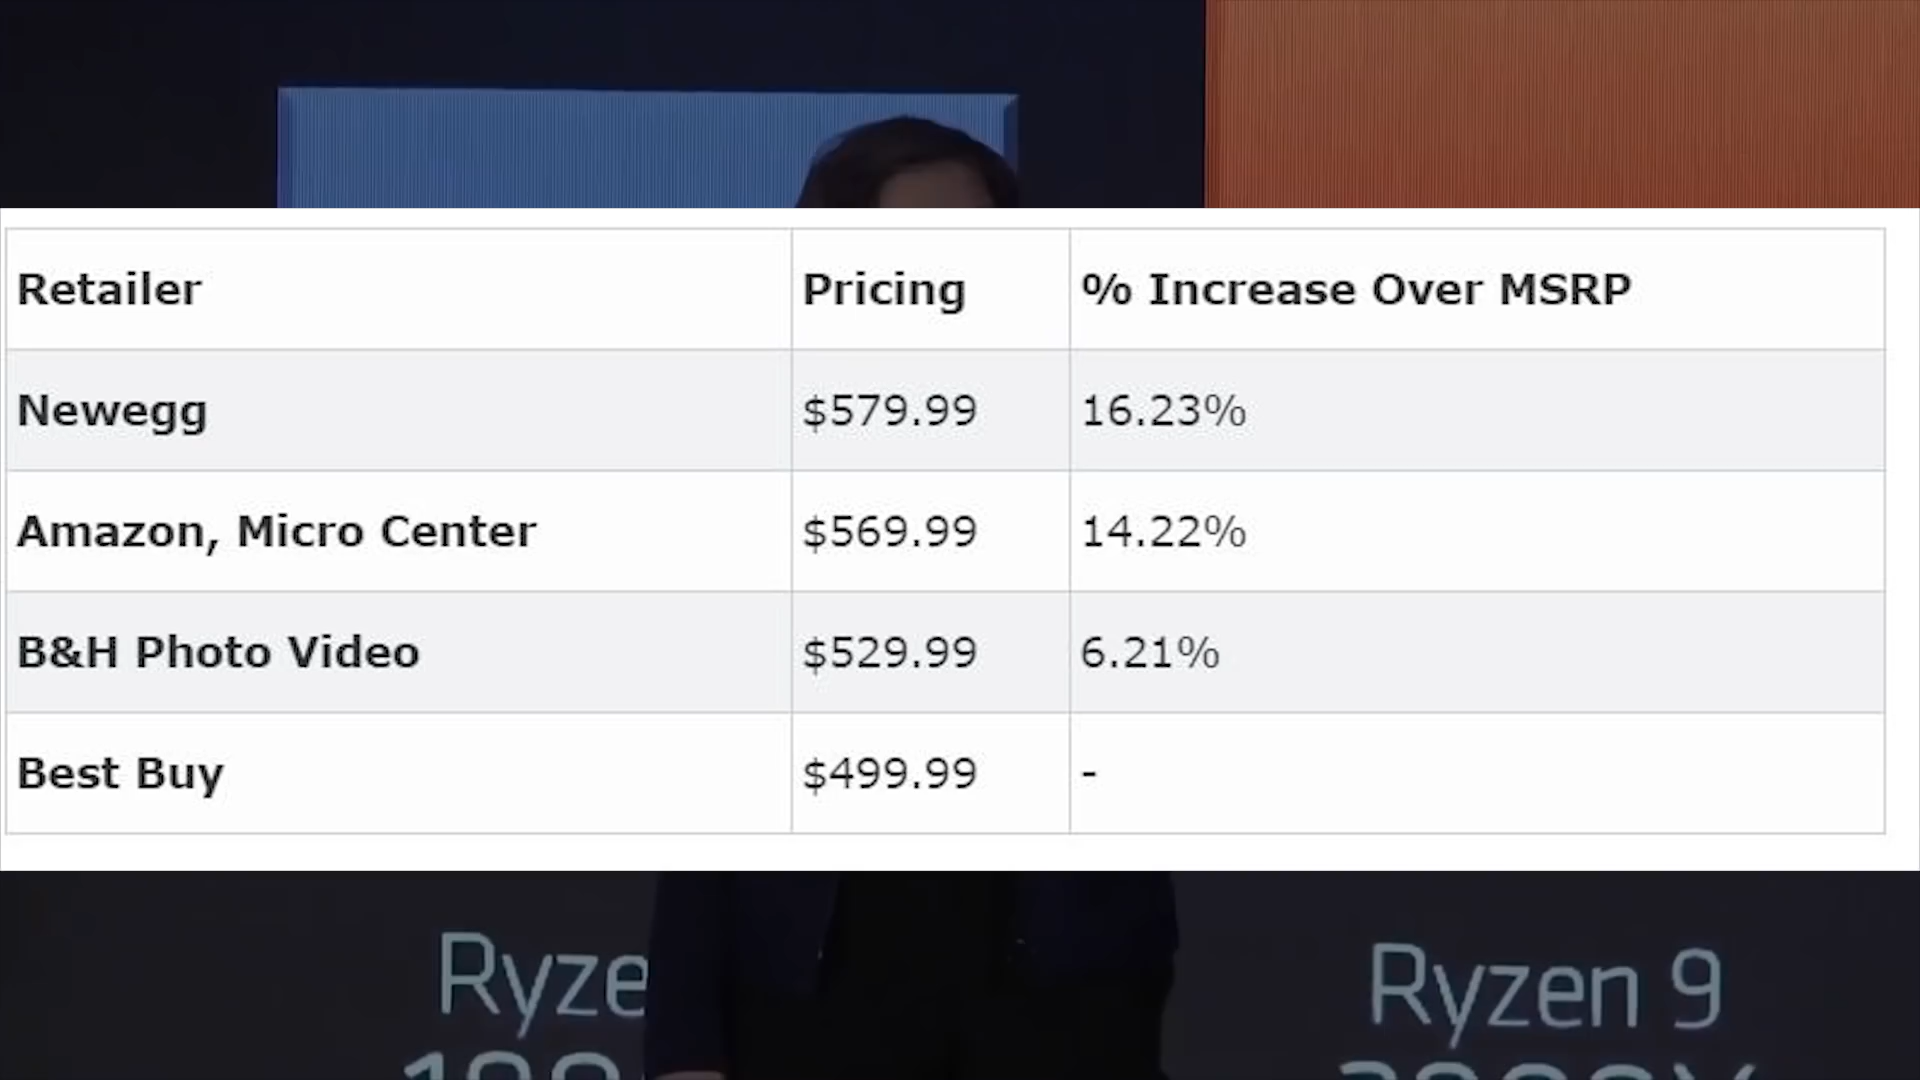 Retailer Pricing % Increase Over MSRP
Newegg $579.99 16.23%
Amazon, Micro Center $569.99 14.22%
B&H Photo Video $529.99 6.21%
Best Buy $499.99 -
Ryzen 9